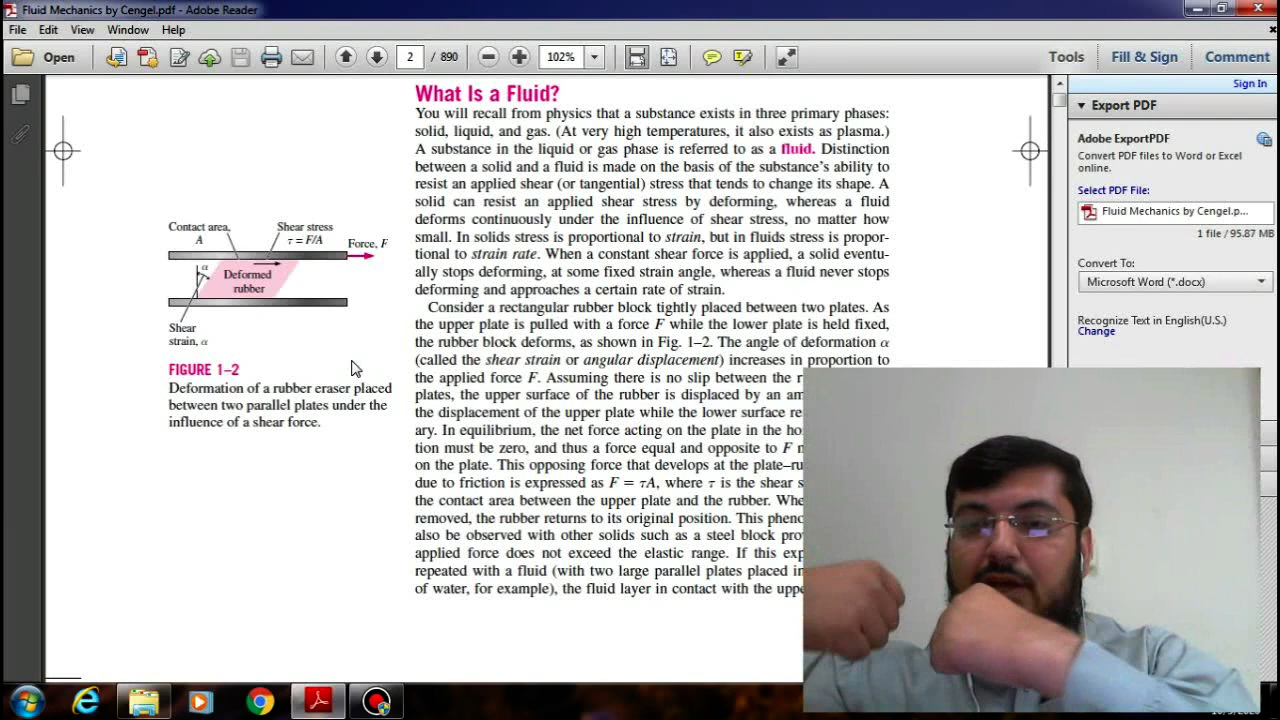 Fluid Mechanics by Cengel.pdf - Adobe Reader
File Edit View Window Help
Open 2 / 890 102% Tools Fill & Sign Comment
Sign In
Export PDF
Adobe ExportPDF
Convert PDF files to Word or Excel
online.
Select PDF File:
Fluid Mechanics by Cengel.p...
1 file / 95.87 MB
Convert To:
Microsoft Word (*.docx)
Recognize Text in English(U.S.)
Change
Contact area,
A
Shear stress
τ = F/A
Force, F
α
Deformed
rubber
Shear
strain, α
FIGURE 1–2
Deformation of a rubber eraser placed
between two parallel plates under the
influence of a shear force.
What Is a Fluid?
You will recall from physics that a substance exists in three primary phases:
solid, liquid, and gas. (At very high temperatures, it also exists as plasma.)
A substance in the liquid or gas phase is referred to as a fluid. Distinction
between a solid and a fluid is made on the basis of the substance's ability to
resist an applied shear (or tangential) stress that tends to change its shape. A
solid can resist an applied shear stress by deforming, whereas a fluid
deforms continuously under the influence of shear stress, no matter how
small. In solids stress is proportional to strain, but in fluids stress is propor-
tional to strain rate. When a constant shear force is applied, a solid eventu-
ally stops deforming, at some fixed strain angle, whereas a fluid never stops
deforming and approaches a certain rate of strain.
Consider a rectangular rubber block tightly placed between two plates. As
the upper plate is pulled with a force F while the lower plate is held fixed,
the rubber block deforms, as shown in Fig. 1–2. The angle of deformation α
(called the shear strain or angular displacement) increases in proportion to
the applied force F. Assuming there is no slip between the r
plates, the upper surface of the rubber is displaced by an am
the displacement of the upper plate while the lower surface re
ary. In equilibrium, the net force acting on the plate in the ho
tion must be zero, and thus a force equal and opposite to F
on the plate. This opposing force that develops at the plate–ru
due to friction is expressed as F = τA, where τ is the shear s
the contact area between the upper plate and the rubber. Whe
removed, the rubber returns to its original position. This pheno
also be observed with other solids such as a steel block pro
applied force does not exceed the elastic range. If this exp
repeated with a fluid (with two large parallel plates placed in
of water, for example), the fluid layer in contact with the uppe